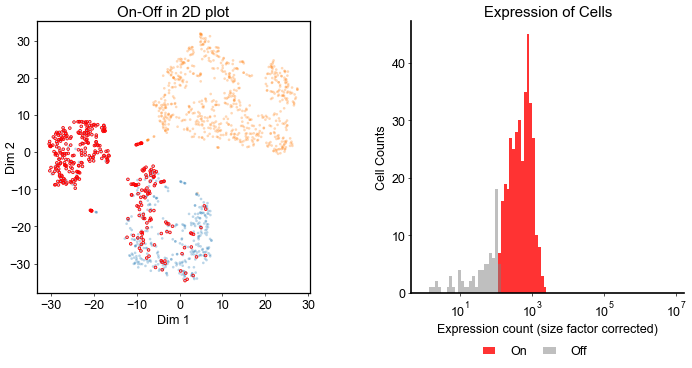 On-Off in 2D plot
Expression of Cells
35
30
20
10
0
−10
−20
−30
Dim 2
−30 −20 −10 0 10 20 30
Dim 1
40
30
20
10
0
Cell Counts
10^1 10^3 10^5 10^7
Expression count (size factor corrected)
On Off